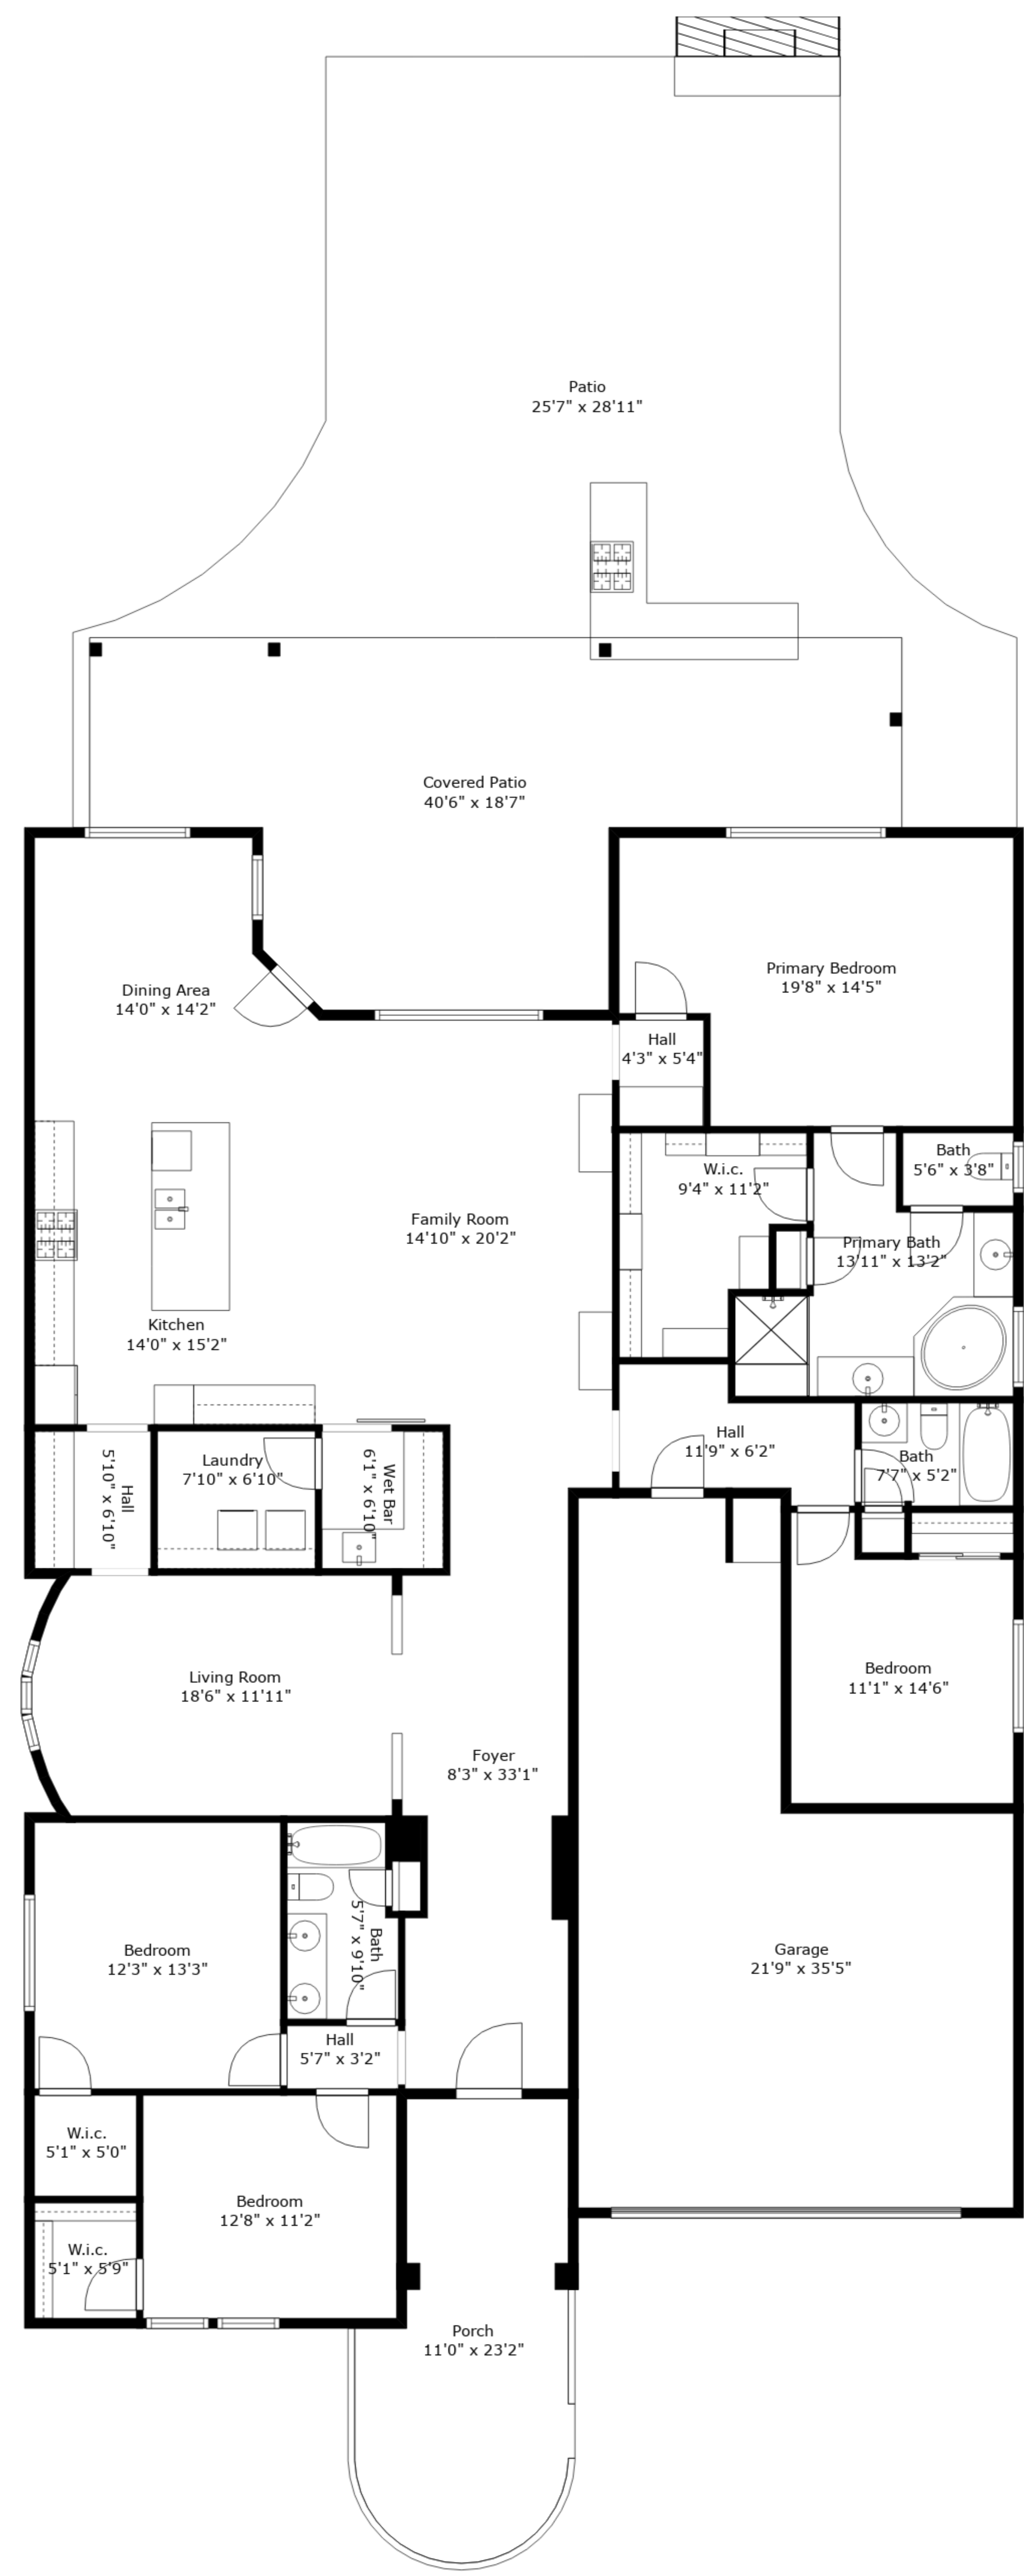 Patio
25'7" x 28'11"
Covered Patio
40'6" x 18'7"
Primary Bedroom
19'8" x 14'5"
Dining Area
14'0" x 14'2"
Hall
4'3" x 5'4"
Bath
5'6" x 3'8"
W.i.c.
9'4" x 11'2"
Family Room
14'10" x 20'2"
Primary Bath
13'11" x 13'2"
Kitchen
14'0" x 15'2"
Hall
11'9" x 6'2"
Bath
7'7" x 5'2"
Hall
5'10" x 6'10"
Laundry
7'10" x 6'10"
Wet Bar
6'1" x 6'10"
Living Room
18'6" x 11'11"
Bedroom
11'1" x 14'6"
Foyer
8'3" x 33'1"
Bedroom
12'3" x 13'3"
Bath
5'7" x 9'10"
Garage
21'9" x 35'5"
Hall
5'7" x 3'2"
W.i.c.
5'1" x 5'0"
Bedroom
12'8" x 11'2"
W.i.c.
5'1" x 5'9"
Porch
11'0" x 23'2"